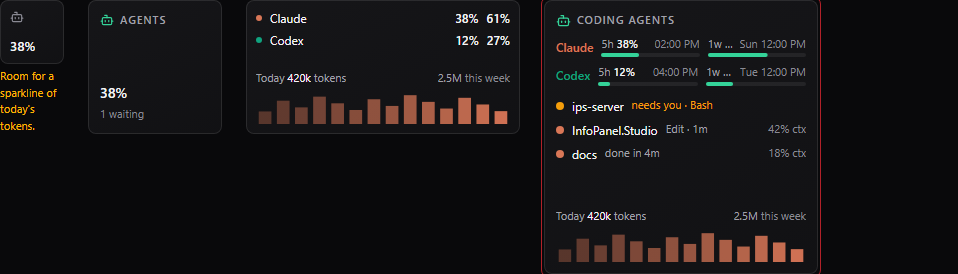 38%
Room for a
sparkline of
today's
tokens.
AGENTS
38%
1 waiting
Claude 38% 61%
Codex 12% 27%
Today 420k tokens 2.5M this week
CODING AGENTS
Claude 5h 38% 02:00 PM 1w ... Sun 12:00 PM
Codex 5h 12% 04:00 PM 1w ... Tue 12:00 PM
ips-server needs you · Bash
InfoPanel.Studio Edit · 1m 42% ctx
docs done in 4m 18% ctx
Today 420k tokens 2.5M this week